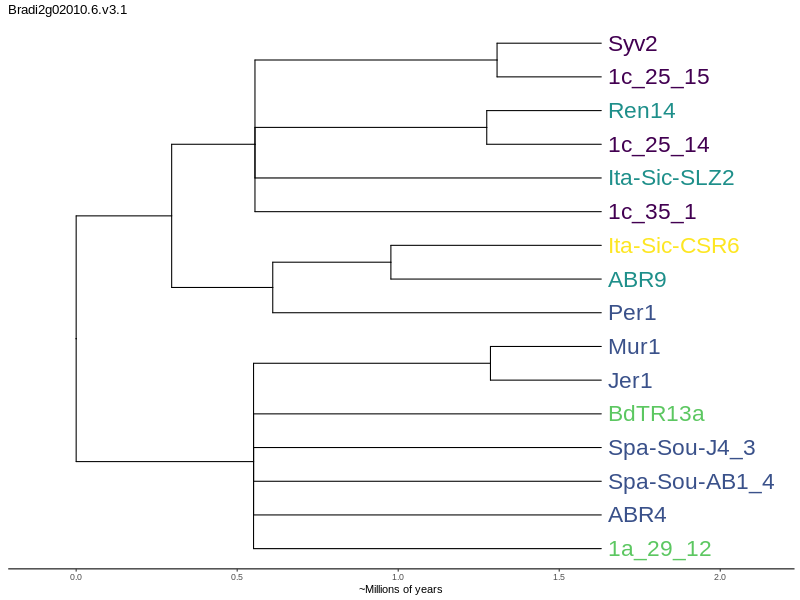 Bradi2g02010.6.v3.1
Syv2
1c_25_15
Ren14
1c_25_14
Ita-Sic-SLZ2
1c_35_1
Ita-Sic-CSR6
ABR9
Per1
Mur1
Jer1
BdTR13a
Spa-Sou-J4_3
Spa-Sou-AB1_4
ABR4
1a_29_12
0.0 0.5 1.0 1.5 2.0
~Millions of years